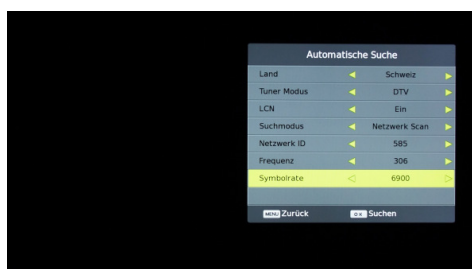 Automatische Suche
Land Schweiz
Tuner Modus DTV
LCN Ein
Suchmodus Netzwerk Scan
Netzwerk ID 585
Frequenz 306
Symbolrate 6900
MENU Zurück OK Suchen